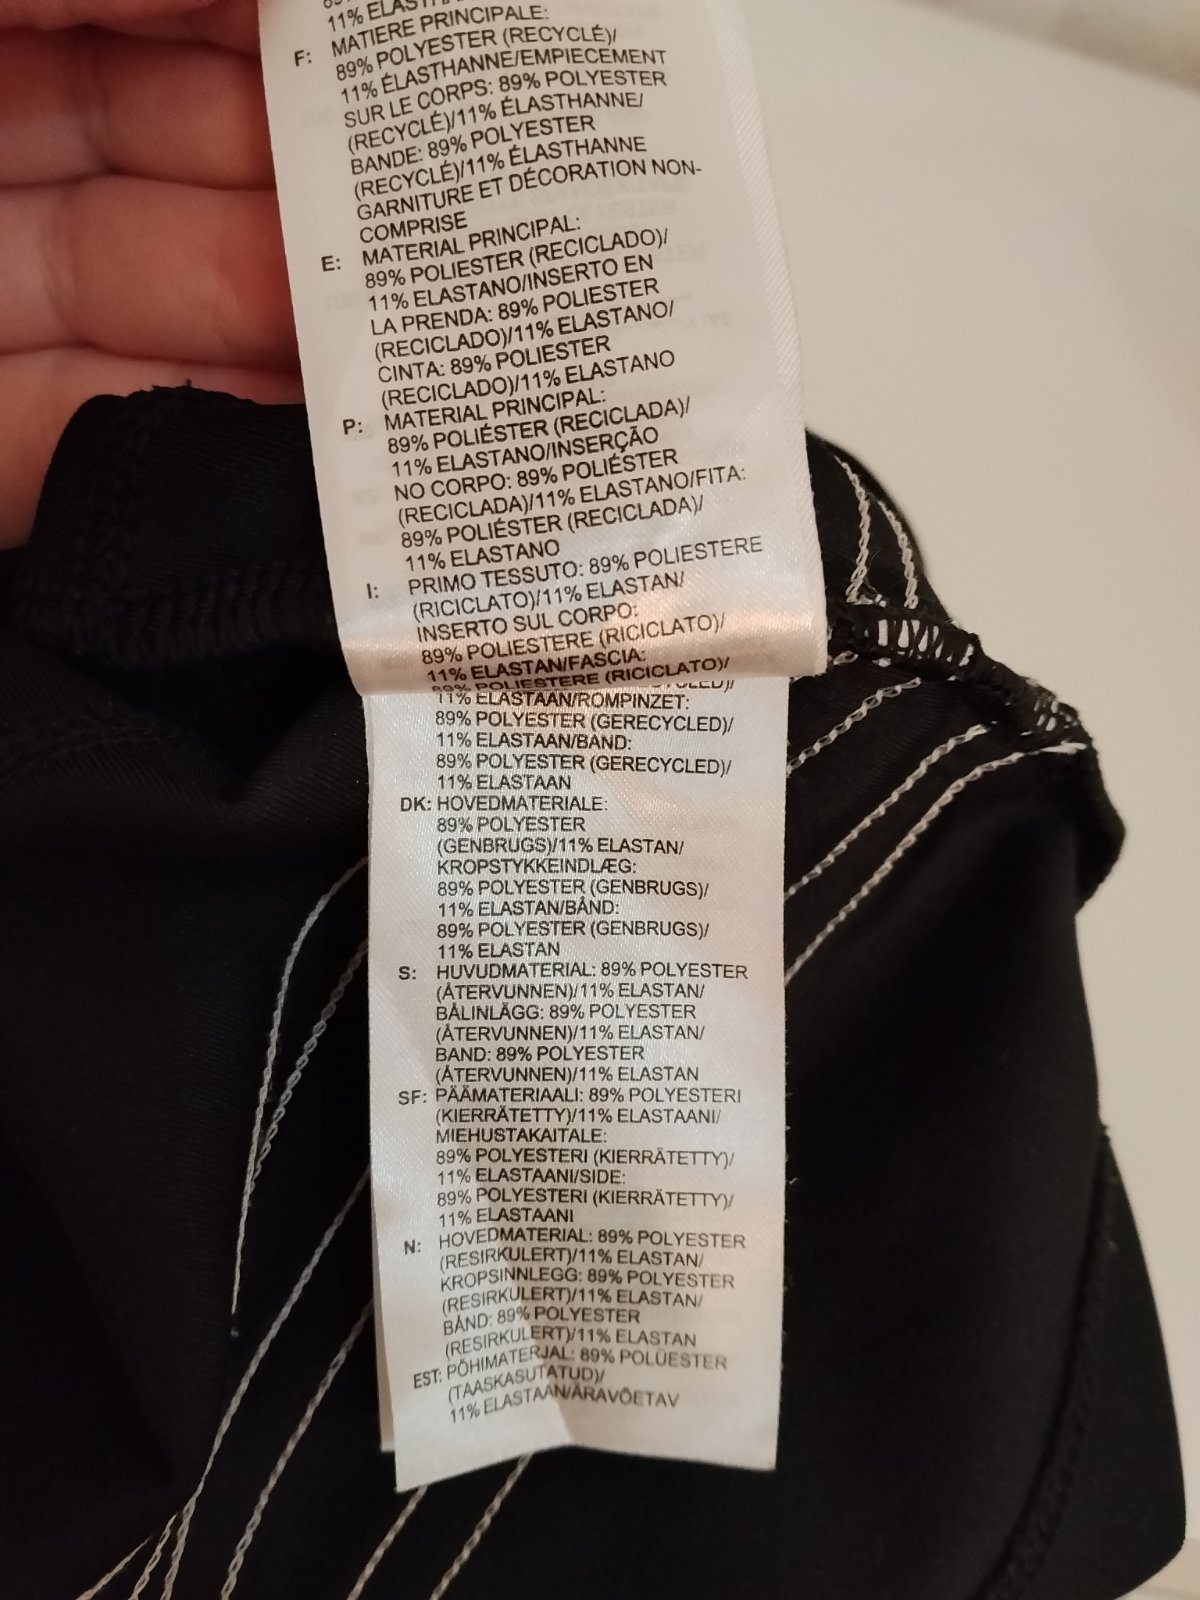 11% ELASTHA
F: MATIERE PRINCIPALE:
89% POLYESTER (RECYCLÉ)/
11% ÉLASTHANNE/EMPIECEMENT
SUR LE CORPS: 89% POLYESTER
(RECYCLÉ)/11% ÉLASTHANNE/
BANDE: 89% POLYESTER
(RECYCLÉ)/11% ÉLASTHANNE
GARNITURE ET DÉCORATION NON-
COMPRISE
E: MATERIAL PRINCIPAL:
89% POLIESTER (RECICLADO)/
11% ELASTANO/INSERTO EN
LA PRENDA: 89% POLIESTER
(RECICLADO)/11% ELASTANO/
CINTA: 89% POLIESTER
(RECICLADO)/11% ELASTANO
P: MATERIAL PRINCIPAL:
89% POLIÉSTER (RECICLADA)/
11% ELASTANO/INSERÇÃO
NO CORPO: 89% POLIÉSTER
(RECICLADA)/11% ELASTANO/FITA:
89% POLIÉSTER (RECICLADA)/
11% ELASTANO
I: PRIMO TESSUTO: 89% POLIESTERE
(RICICLATO)/11% ELASTAN/
INSERTO SUL CORPO:
89% POLIESTERE (RICICLATO)/
11% ELASTAN/FASCIA:
89% POLIESTERE (RICICLATO)/
11% ELASTAAN/ROMPINZET:
89% POLYESTER (GERECYCLED)/
11% ELASTAAN/BAND:
89% POLYESTER (GERECYCLED)/
11% ELASTAAN
DK: HOVEDMATERIALE:
89% POLYESTER
(GENBRUGS)/11% ELASTAN/
KROPSTYKKEINDLÆG:
89% POLYESTER (GENBRUGS)/
11% ELASTAN/BÅND:
89% POLYESTER (GENBRUGS)/
11% ELASTAN
S: HUVUDMATERIAL: 89% POLYESTER
(ÅTERVUNNEN)/11% ELASTAN/
BÅLINLÄGG: 89% POLYESTER
(ÅTERVUNNEN)/11% ELASTAN/
BAND: 89% POLYESTER
(ÅTERVUNNEN)/11% ELASTAN
SF: PÄÄMATERIAALI: 89% POLYESTERI
(KIERRÄTETTY)/11% ELASTAANI/
MIEHUSTAKAITALE:
89% POLYESTERI (KIERRÄTETTY)/
11% ELASTAANI/SIDE:
89% POLYESTERI (KIERRÄTETTY)/
11% ELASTAANI
N: HOVEDMATERIAL: 89% POLYESTER
(RESIRKULERT)/11% ELASTAN/
KROPSINNLEGG: 89% POLYESTER
(RESIRKULERT)/11% ELASTAN/
BÅND: 89% POLYESTER
(RESIRKULERT)/11% ELASTAN
EST: PÕHIMATERJAL: 89% POLÜESTER
(TAASKASUTATUD)/
11% ELASTAAN/ÄRAVÕETAV